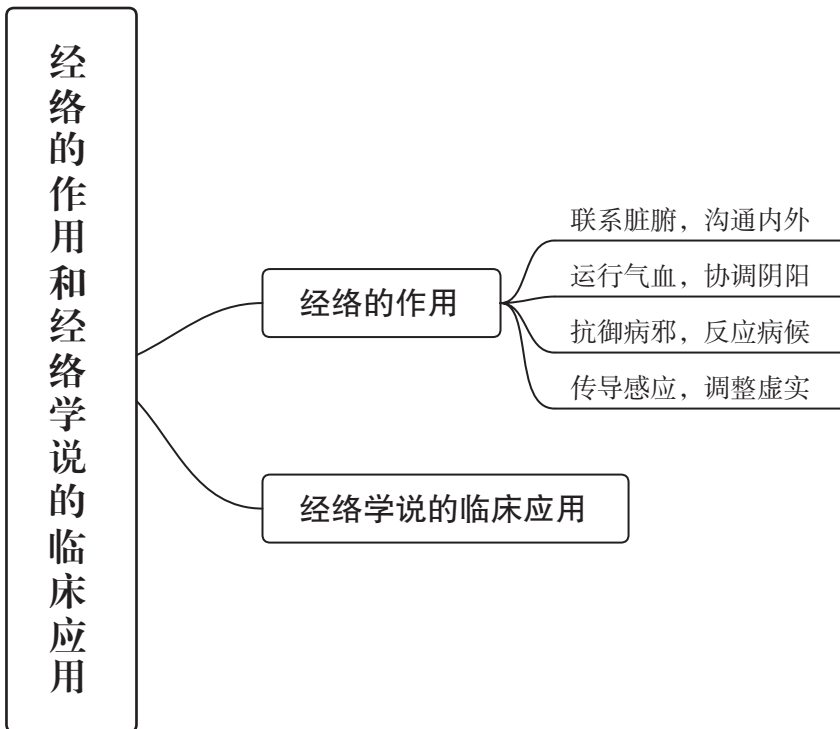 经络的作用和经络学说的临床应用
经络的作用
联系脏腑，沟通内外
运行气血，协调阴阳
抗御病邪，反应病候
传导感应，调整虚实
经络学说的临床应用